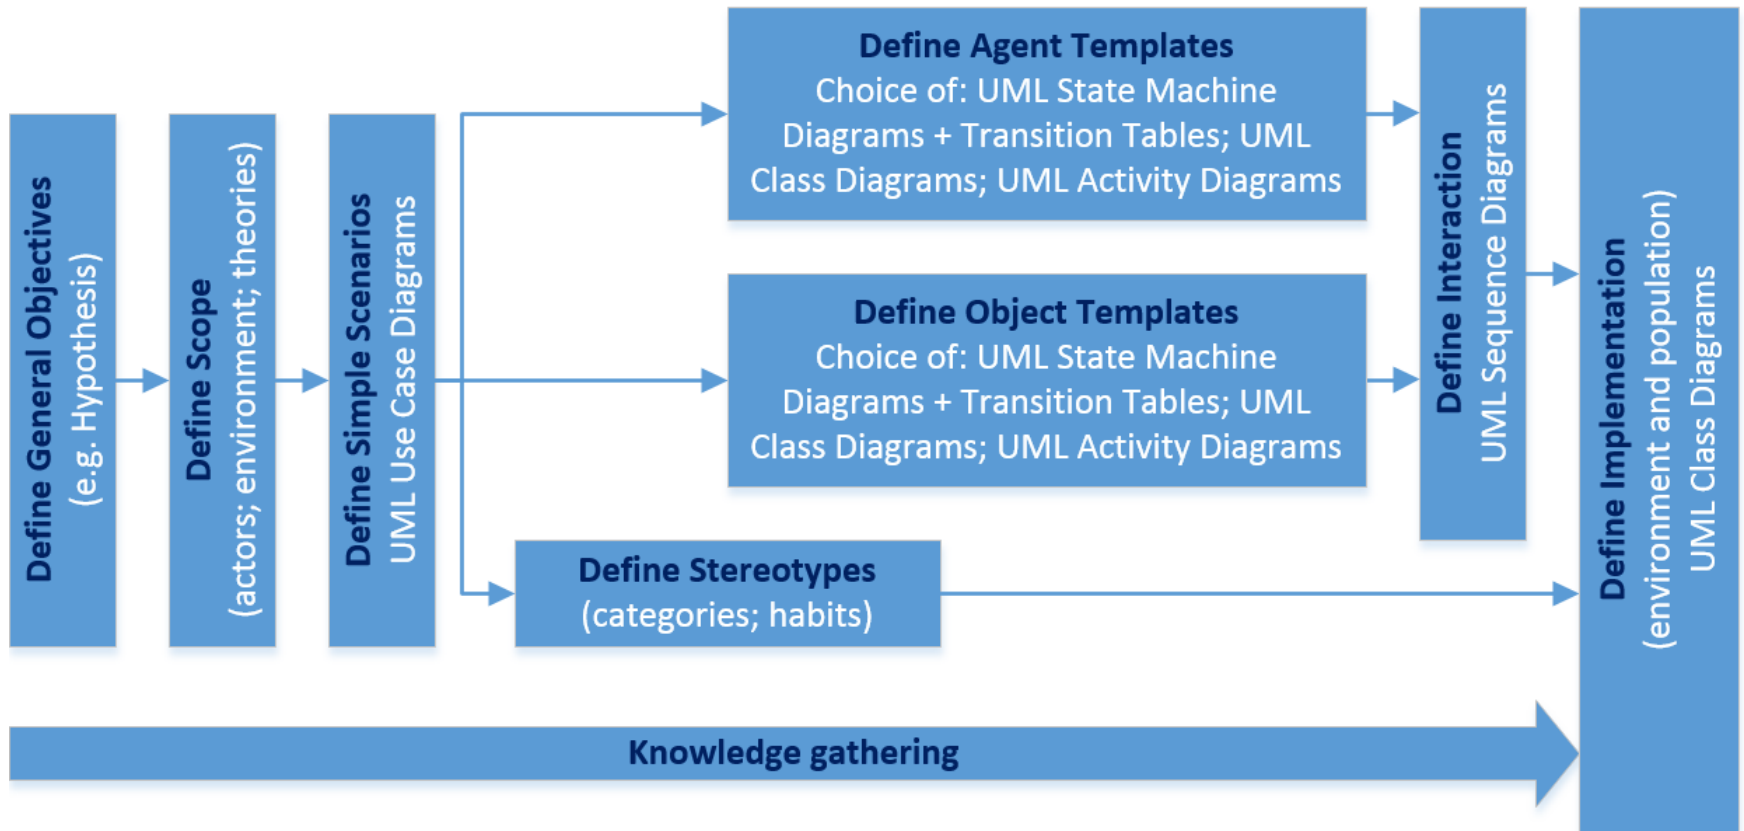 Define General Objectives
(e.g. Hypothesis)
Define Scope
(actors; environment; theories)
Define Simple Scenarios
UML Use Case Diagrams
Define Agent Templates
Choice of: UML State Machine
Diagrams + Transition Tables; UML
Class Diagrams; UML Activity Diagrams
Define Object Templates
Choice of: UML State Machine
Diagrams + Transition Tables; UML
Class Diagrams; UML Activity Diagrams
Define Stereotypes
(categories; habits)
Define Interaction
UML Sequence Diagrams
Define Implementation
(environment and population)
UML Class Diagrams
Knowledge gathering